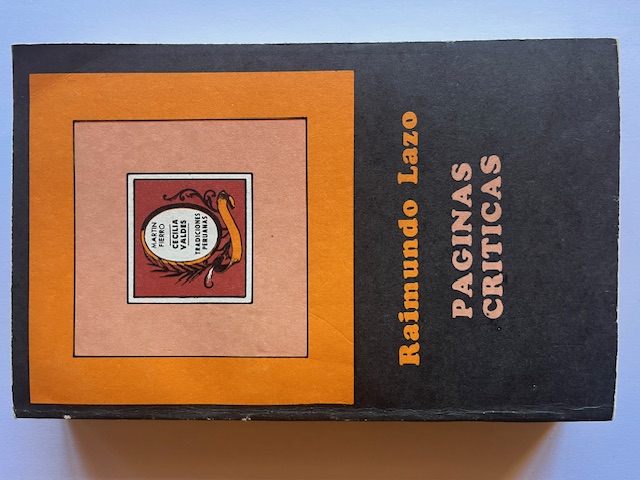 MARTIN
FIERRO
CECILIA
VALDES
TRADICIONES
PERUANAS
Raimundo Lazo
PAGINAS
CRITICAS